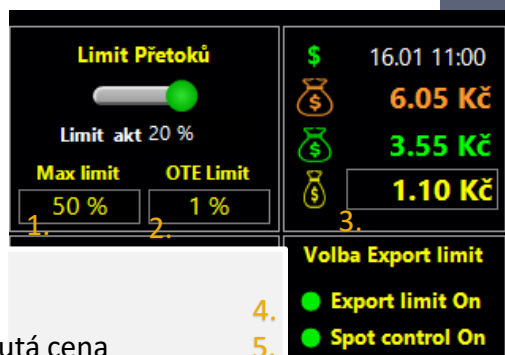 Limit Přetoků
Limit akt 20 %
Max limit OTE Limit
50 % 1 %
1. 2.
$ 16.01 11:00
$ 6.05 Kč
$ 3.55 Kč
$ 1.10 Kč
3.
Volba Export limit
4. Export limit On
5. Spot control On
cena